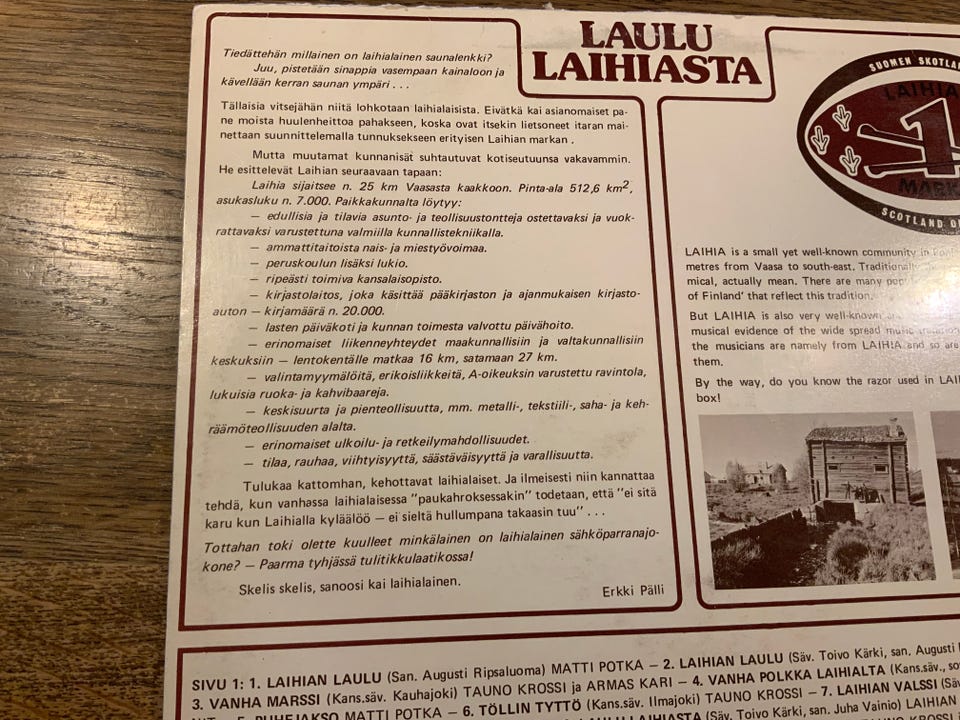 LAULU
LAIHIASTA
Tiedättehän millainen on laihialainen saunalenkki?
Juu, pistetään sinappia vasempaan kainaloon ja
kävellään kerran saunan ympäri . . .
Tällaisia vitsejähän niitä lohkotaan laihialaisista. Eivätkä kai asianomaiset pa-
ne moista huulenheittoa pahakseen, koska ovat itsekin lietsoneet itaran mai-
nettaan suunnittelemalla tunnuksekseen erityisen Laihian markan .
Mutta muutamat kunnanisät suhtautuvat kotiseutuunsa vakavammin.
He esittelevät Laihian seuraavaan tapaan:
Laihia sijaitsee n. 25 km Vaasasta kaakkoon. Pinta-ala 512,6 km²,
asukasluku n. 7.000. Paikkakunnalta löytyy:
— edullisia ja tilavia asunto- ja teollisuustontteja ostettavaksi ja vuok-
rattavaksi varustettuna valmiilla kunnallistekniikalla.
— ammattitaitoista nais- ja miestyövoimaa.
— peruskoulun lisäksi lukio.
— ripeästi toimiva kansalaisopisto.
— kirjastolaitos, joka käsittää pääkirjaston ja ajanmukaisen kirjasto-
auton — kirjamäärä n. 20.000.
— lasten päiväkoti ja kunnan toimesta valvottu päivähoito.
— erinomaiset liikenneyhteydet maakunnallisiin ja valtakunnallisiin
keskuksiin — lentokentälle matkaa 16 km, satamaan 27 km.
— valintamyymälöitä, erikoisliikkeitä, A-oikeuksin varustettu ravintola,
lukuisia ruoka- ja kahvibaareja.
— keskisuurta ja pienteollisuutta, mm. metalli-, tekstiili-, saha- ja keh-
räämöteollisuuden alalta.
— erinomaiset ulkoilu- ja retkeilymahdollisuudet.
— tilaa, rauhaa, viihtyisyyttä, säästäväisyyttä ja varallisuutta.
Tulukaa kattomhan, kehottavat laihialaiset. Ja ilmeisesti niin kannattaa
tehdä, kun vanhassa laihialaisessa "paukahroksessakin" todetaan, että "ei sitä
karu kun Laihialla kyläälöö — ei sieltä hullumpana takaasin tuu" . . .
Tottahan toki olette kuulleet minkälainen on laihialainen sähköparranajo-
kone? — Paarma tyhjässä tulitikkulaatikossa!
Skelis skelis, sanoosi kai laihialainen.
Erkki Pälli
SUOMEN
LAIHIA
1
SCOTLAND
LAIHIA is a small yet well-known community in
metres from Vaasa to south-east. Traditionally
mical, actually mean. There are many
of Finland' that reflect this tradition.
But LAIHIA is also very well-known
musical evidence of the wide spread music
the musicians are namely from LAIHIA and so are
them.
By the way, do you know the razor used in
box!
SIVU 1: 1. LAIHIAN LAULU (San. Augusti Ripsaluoma) MATTI POTKA — 2. LAIHIAN LAULU (Säv. Toivo Kärki, san. Augusti
3. VANHA MARSSI (Kans.säv. Kauhajoki) TAUNO KROSSI ja ARMAS KARI — 4. VANHA POLKKA LAIHIALTA (Kans.säv.,
5. PUHEJAKSO MATTI POTKA — 6. TÖLLIN TYTTÖ (Kans.säv. Ilmajoki) TAUNO KROSSI — 7. LAIHIAN VALSSI
LAIHIASTA (Säv. Toivo Kärki, san. Juha Vainio) LAIHIAN